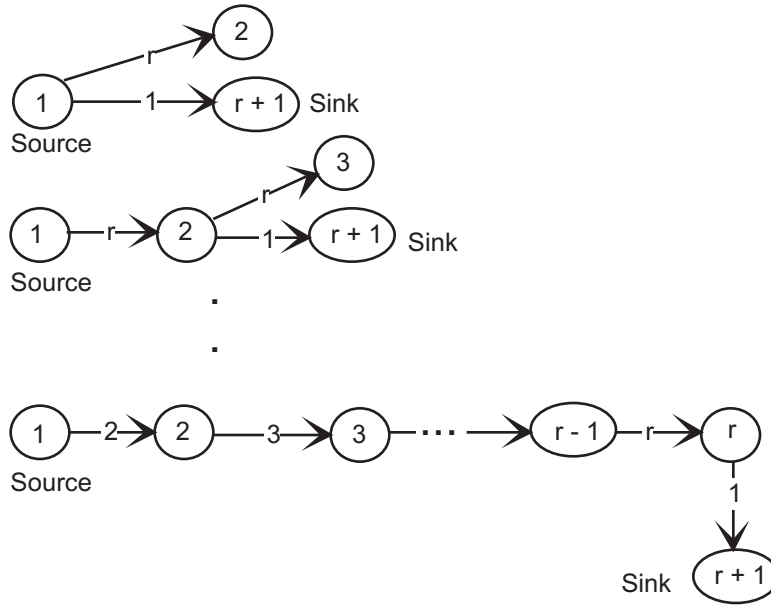 2
r
1 1 r + 1 Sink
Source
3
r
1 r 2 1 r + 1 Sink
Source
.
.
1 2 2 3 3 ... r - 1 r r
Source
1
Sink r + 1